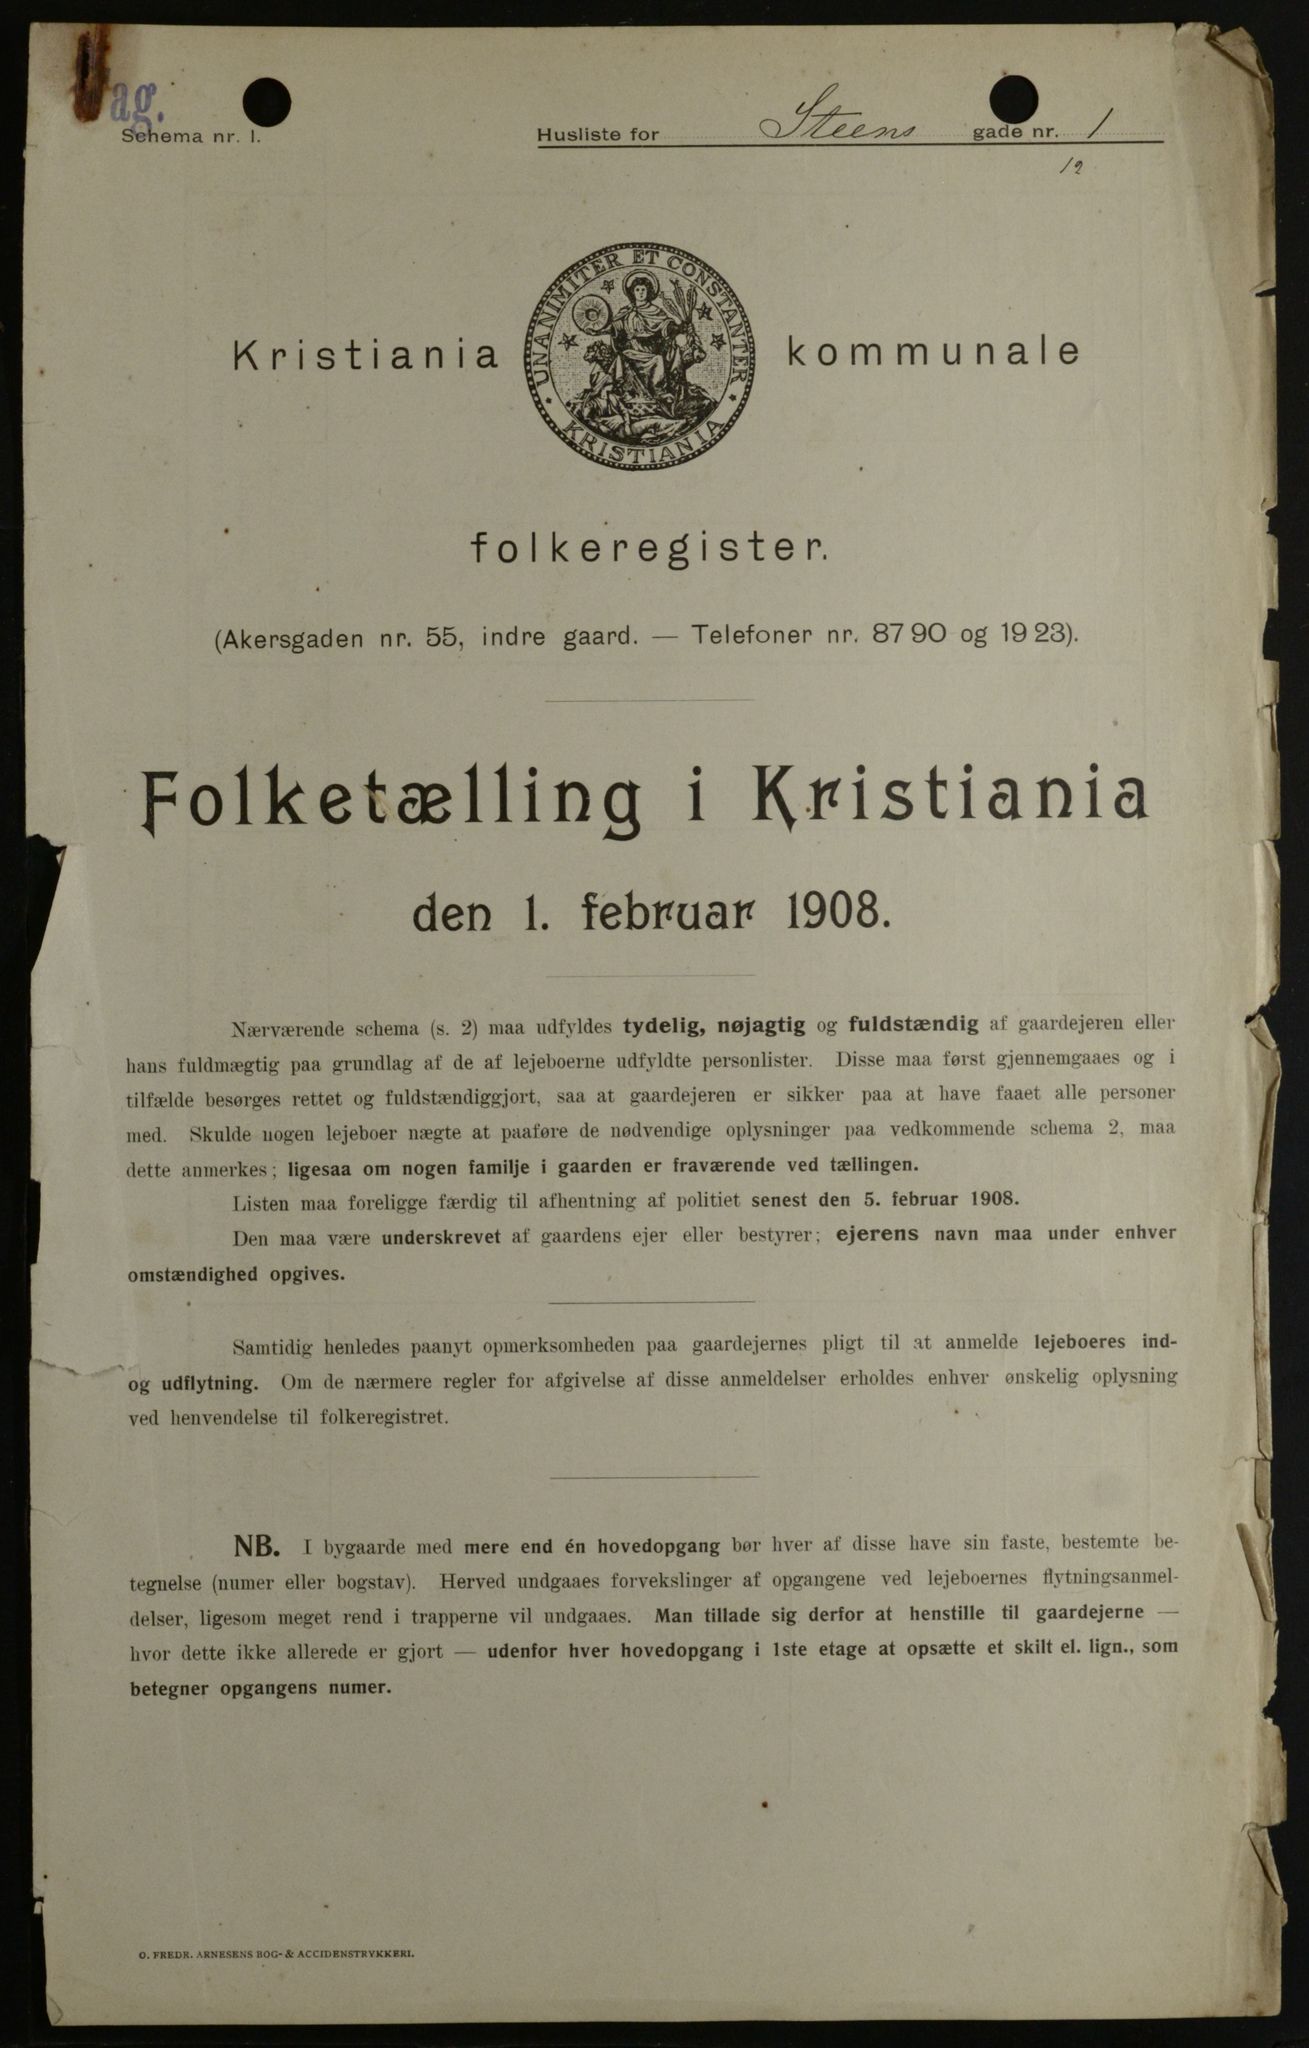 ag.
Schema nr. 1.
Husliste for Steens gade nr. 1
12
UNANIMITER ET CONSTANTER
KRISTIANIA
Kristiania kommunale
folkeregister.
(Akersgaden nr. 55, indre gaard. — Telefoner nr. 87 90 og 19 23).
Folketælling i Kristiania
den 1. februar 1908.
Nærværende schema (s. 2) maa udfyldes tydelig, nøjagtig og fuldstændig af gaardejeren eller
hans fuldmægtig paa grundlag af de af lejeboerne udfyldte personlister. Disse maa først gjennemgaaes og i
tilfælde besørges rettet og fuldstændiggjort, saa at gaardejeren er sikker paa at have faaet alle personer
med. Skulde nogen lejeboer nægte at paaføre de nødvendige oplysninger paa vedkommende schema 2, maa
dette anmerkes; ligesaa om nogen familje i gaarden er fraværende ved tællingen.
Listen maa foreligge færdig til afhentning af politiet senest den 5. februar 1908.
Den maa være underskrevet af gaardens ejer eller bestyrer; ejerens navn maa under enhver
omstændighed opgives.
Samtidig henledes paanyt opmerksomheden paa gaardejernes pligt til at anmelde lejeboeres ind-
og udflytning. Om de nærmere regler for afgivelse af disse anmeldelser erholdes enhver ønskelig oplysning
ved henvendelse til folkeregistret.
NB. I bygaarde med mere end én hovedopgang bør hver af disse have sin faste, bestemte be-
tegnelse (numer eller bogstav). Herved undgaaes forvekslinger af opgangene ved lejeboernes flytningsanmel-
delser, ligesom meget rend i trapperne vil undgaaes. Man tillade sig derfor at henstille til gaardejerne —
hvor dette ikke allerede er gjort — udenfor hver hovedopgang i 1ste etage at opsætte et skilt el. lign., som
betegner opgangens numer.
O. FREDR. ARNESENS BOG- & ACCIDENSTRYKKERI.